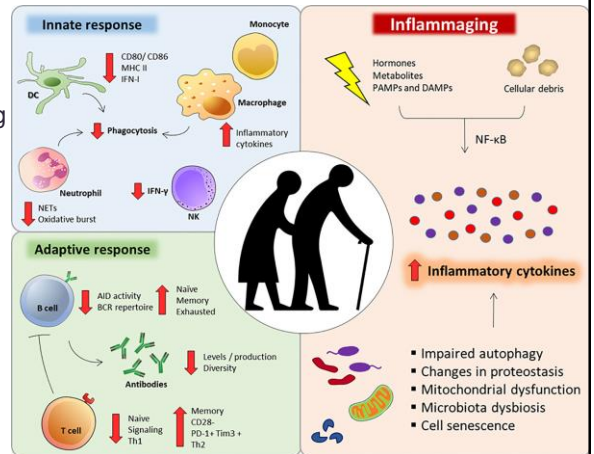 g
Innate response
Monocyte
CD80/ CD86
MHC II
IFN-I
DC
Macrophage
Phagocytosis
Inflammatory
cytokines
Neutrophil
IFN-γ
NK
NETs
Oxidative burst
Adaptive response
B cell
AID activity
BCR repertoire
Naïve
Memory
Exhausted
Antibodies
Levels / production
Diversity
T cell
Naive
Signaling
Th1
Memory
CD28-
PD-1+ Tim3 +
Th2
Inflammaging
Hormones
Metabolites
PAMPs and DAMPs
Cellular debris
NF-κB
Inflammatory cytokines
▪ Impaired autophagy
▪ Changes in proteostasis
▪ Mitochondrial dysfunction
▪ Microbiota dysbiosis
▪ Cell senescence